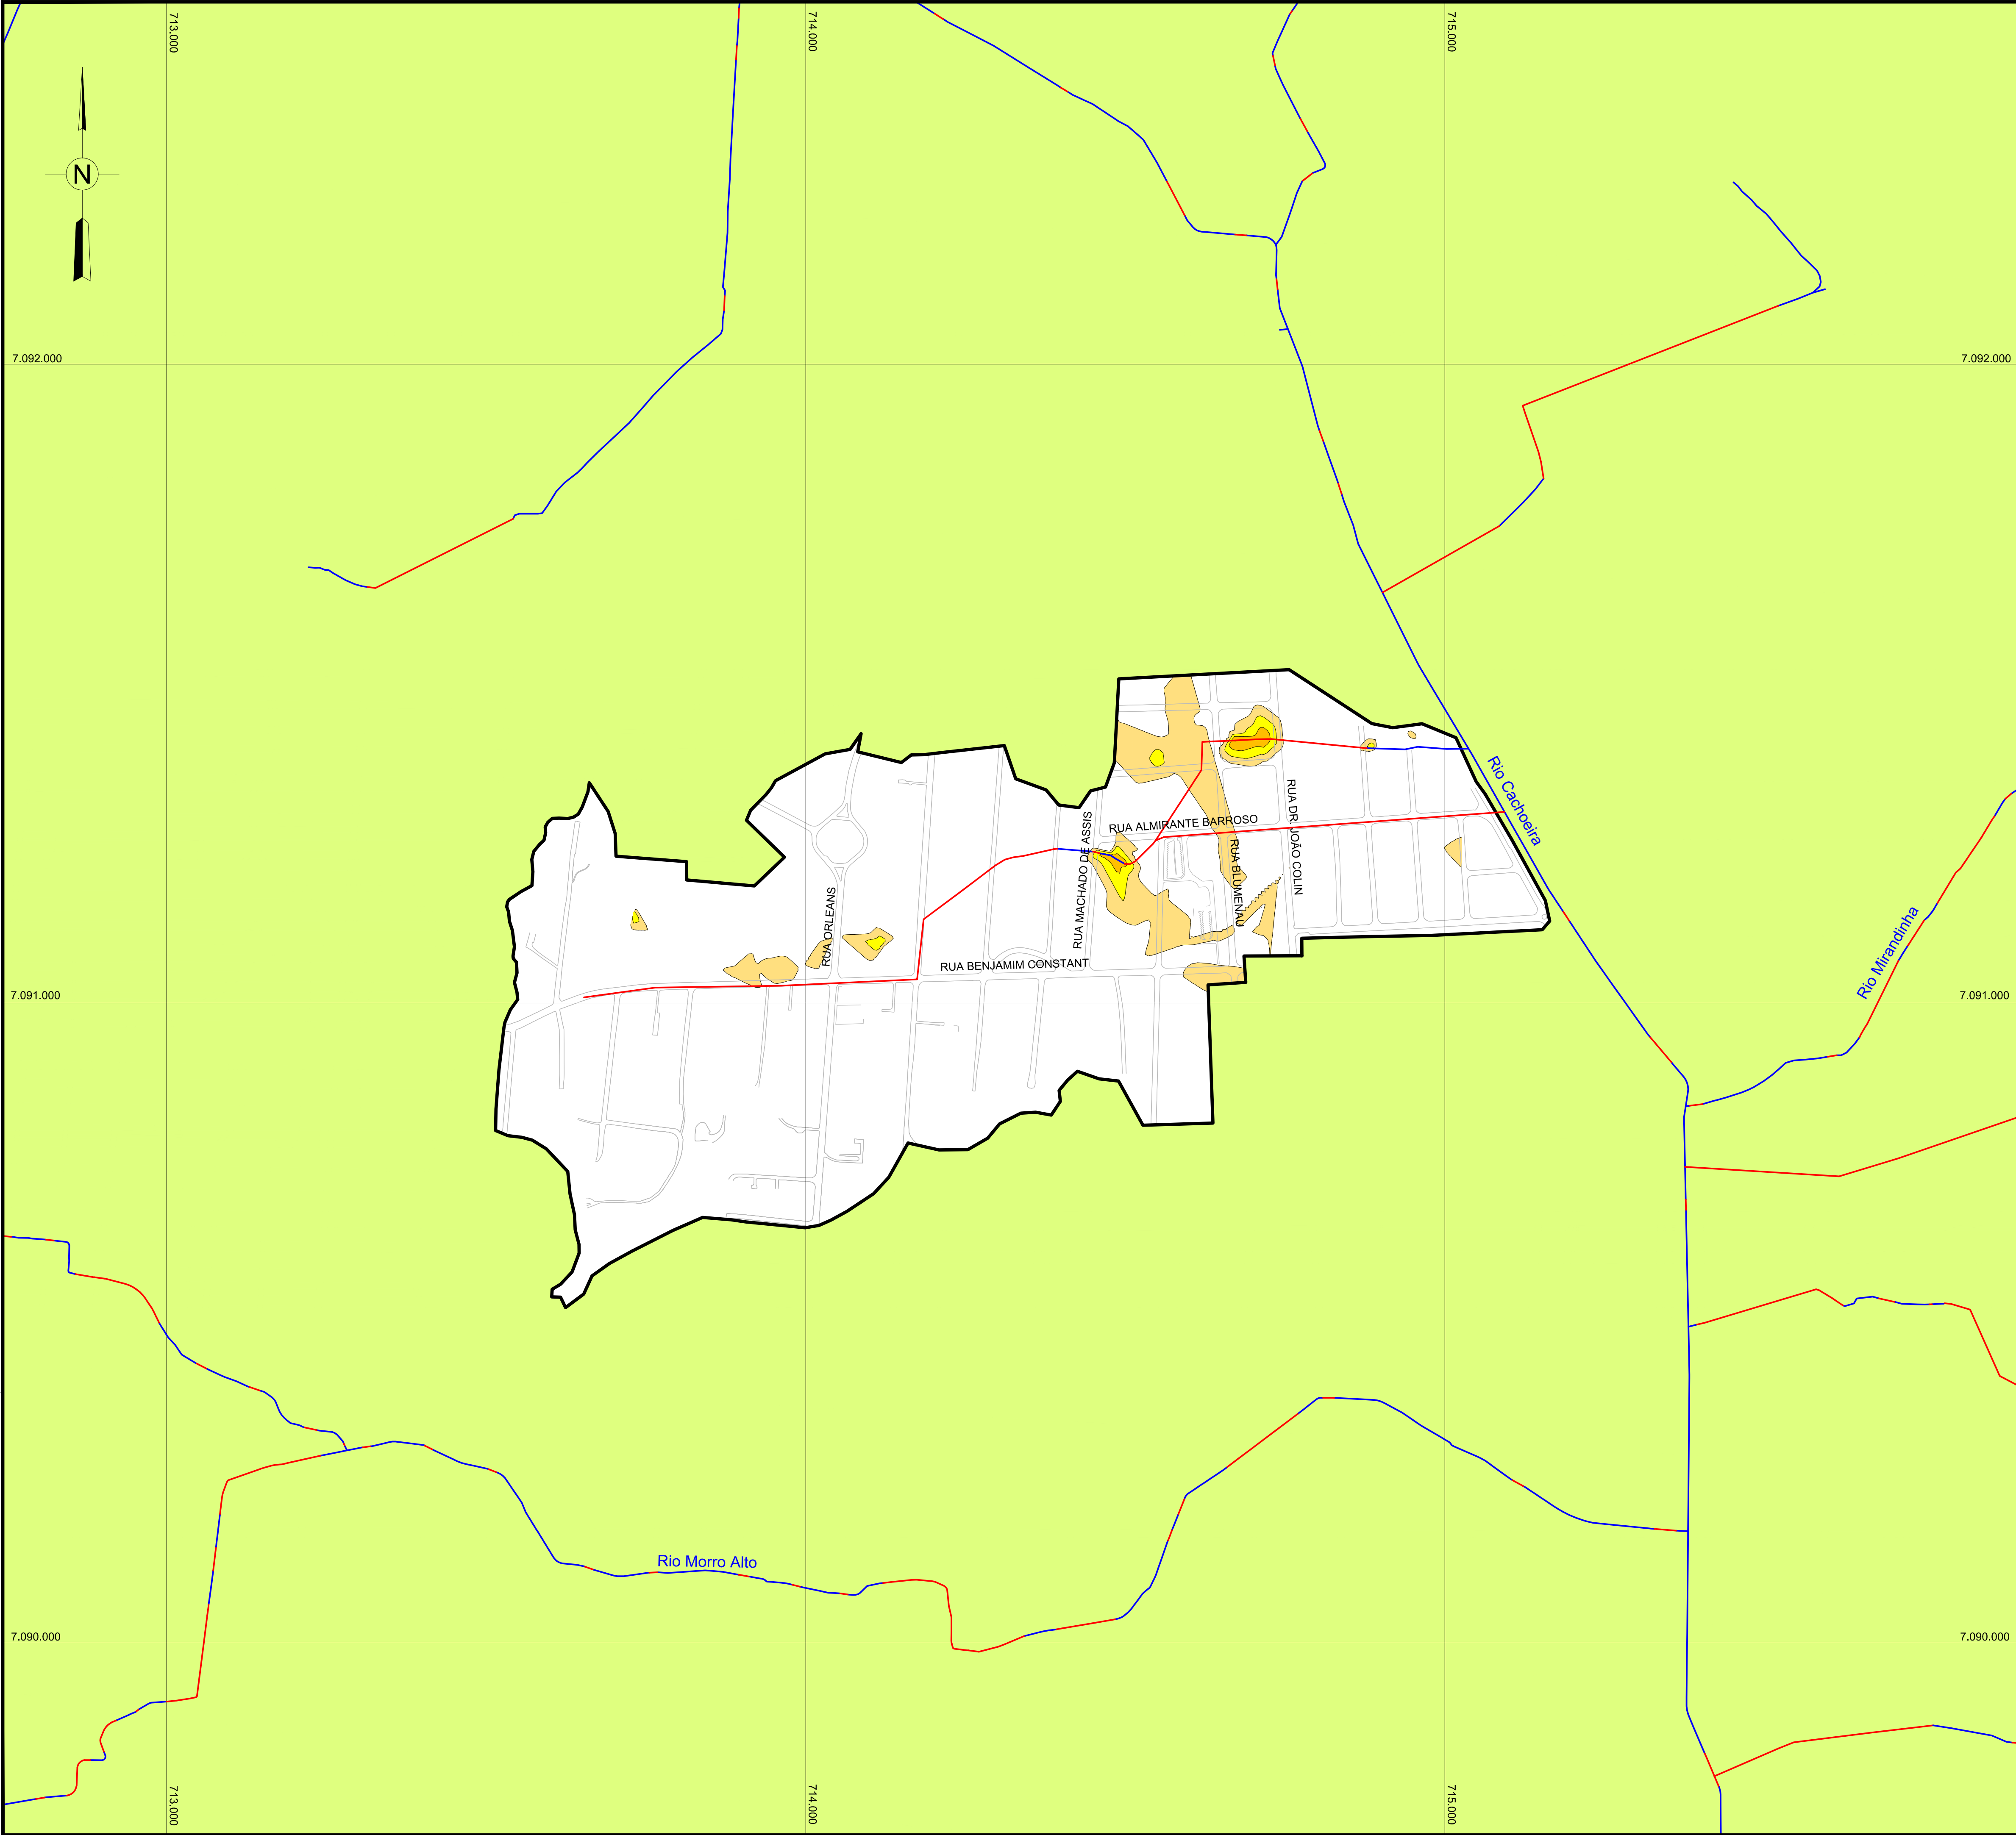 713.000
714.000
715.000
N
7.092.000
7.092.000
Rio Cachoeira
RUA DR. JOÃO COLIN
RUA ALMIRANTE BARROSO
RUA MACHADO DE ASSIS
RUA BLUMENAU
RUA ORLEANS
RUA BENJAMIM CONSTANT
Rio Mirandinha
7.091.000
7.091.000
Rio Morro Alto
7.090.000
7.090.000
713.000
714.000
715.000